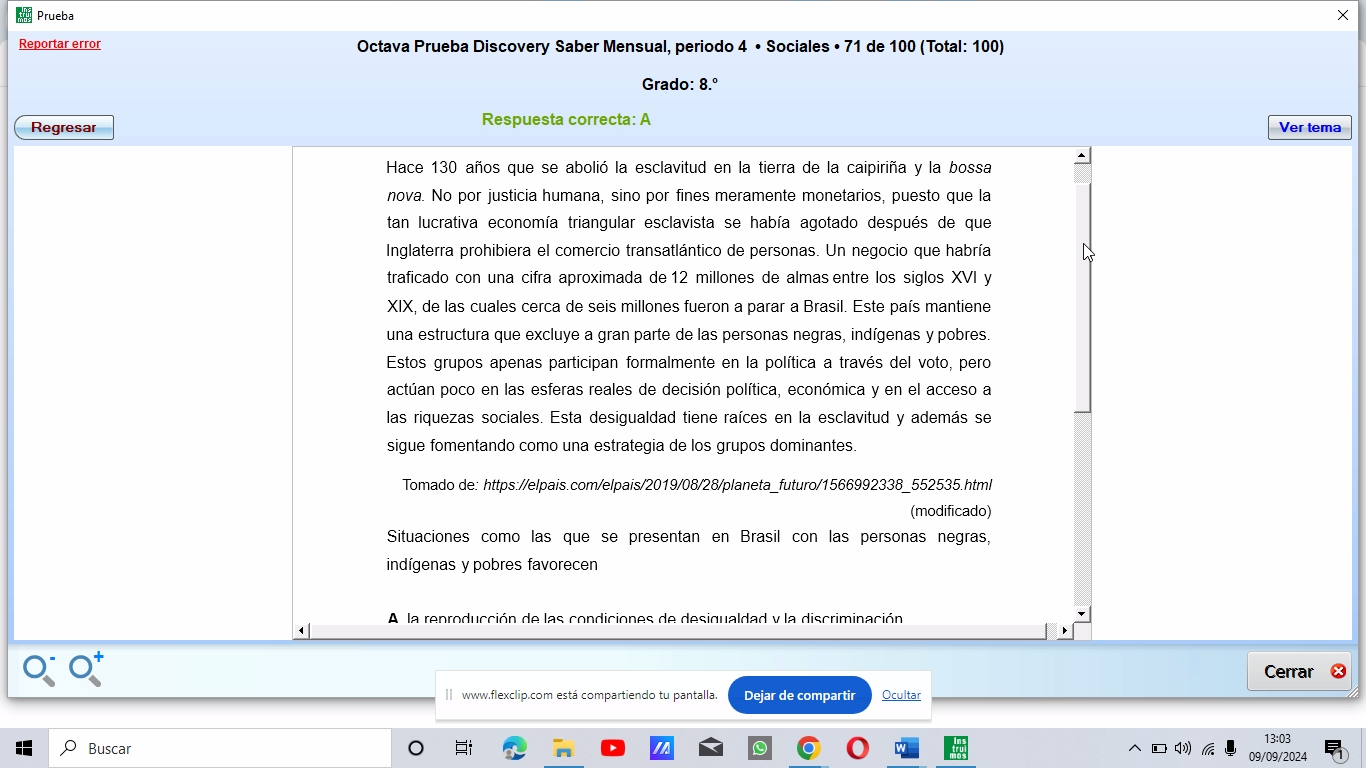 Ins
trui
mos
Prueba
Reportar error
Octava Prueba Discovery Saber Mensual, periodo 4 • Sociales • 71 de 100 (Total: 100)
Grado: 8.°
Respuesta correcta: A
Regresar
Ver tema
Hace 130 años que se abolió la esclavitud en la tierra de la caipiriña y la bossa
nova. No por justicia humana, sino por fines meramente monetarios, puesto que la
tan lucrativa economía triangular esclavista se había agotado después de que
Inglaterra prohibiera el comercio transatlántico de personas. Un negocio que habría
traficado con una cifra aproximada de 12 millones de almas entre los siglos XVI y
XIX, de las cuales cerca de seis millones fueron a parar a Brasil. Este país mantiene
una estructura que excluye a gran parte de las personas negras, indígenas y pobres.
Estos grupos apenas participan formalmente en la política a través del voto, pero
actúan poco en las esferas reales de decisión política, económica y en el acceso a
las riquezas sociales. Esta desigualdad tiene raíces en la esclavitud y además se
sigue fomentando como una estrategia de los grupos dominantes.
Tomado de: https://elpais.com/elpais/2019/08/28/planeta_futuro/1566992338_552535.html
(modificado)
Situaciones como las que se presentan en Brasil con las personas negras,
indígenas y pobres favorecen
A. la reproducción de las condiciones de desigualdad y la discriminación
Cerrar
www.flexclip.com está compartiendo tu pantalla.
Dejar de compartir
Ocultar
Buscar
Ins
trui
mos
13:03
09/09/2024
1